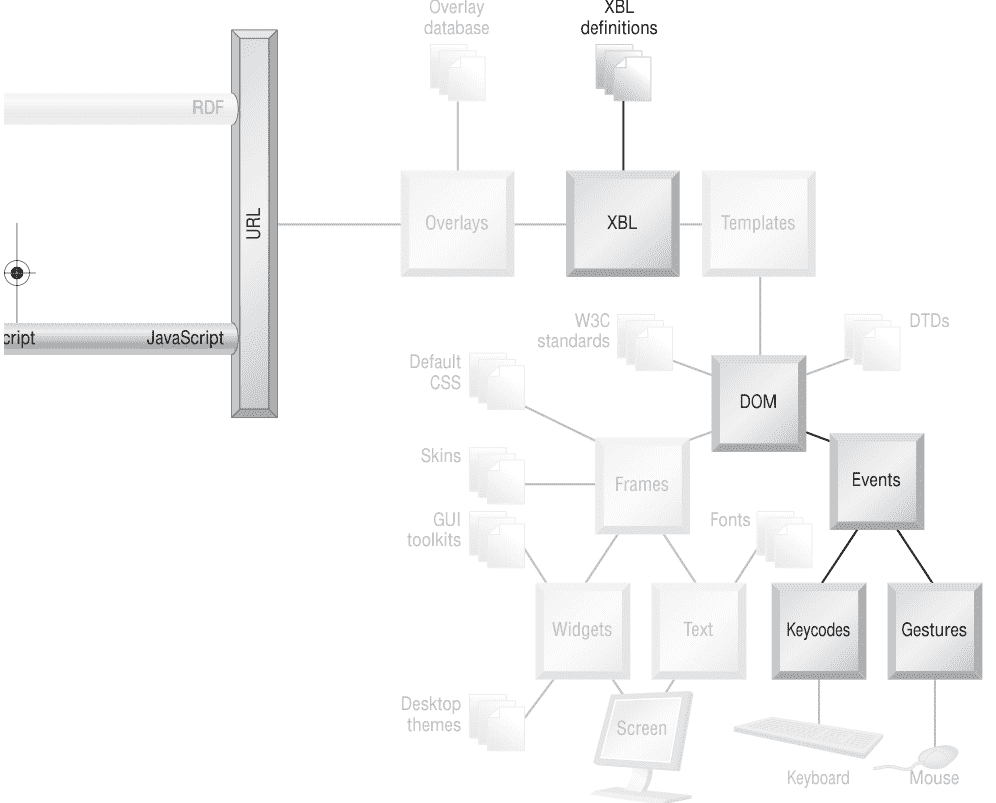 Overlay
database
XBL
definitions
RDF
URL
Overlays
XBL
Templates
W3C
standards
DTDs
cript
JavaScript
Default
CSS
DOM
Skins
Frames
Events
GUI
toolkits
Fonts
Widgets
Text
Keycodes
Gestures
Desktop
themes
Screen
Keyboard
Mouse